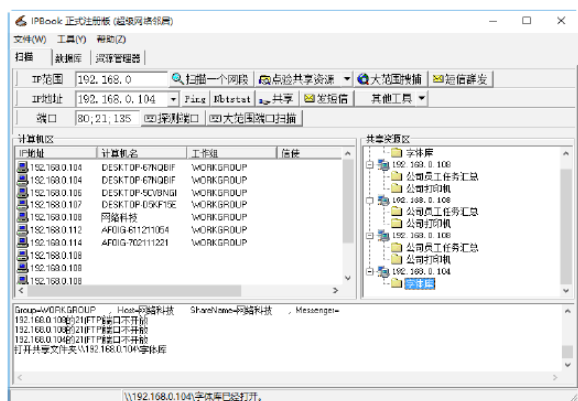 IPBook 正式注册版 (超级网络邻居)
文件(W) 工具(Y) 帮助(Z)
扫描 数据库 资源管理器
IP范围 192.168.0 扫描一个网段 点验共享资源 大范围搜捕 短信群发
IP地址 192.168.0.104 Ping Nbtstat 共享 发短信 其他工具
端口 80;21;135 探测端口 大范围端口扫描
计算机区
IP地址 计算机名 工作组 信使
192.168.0.104 DESKTOP-67NQBIF WORKGROUP
192.168.0.104 DESKTOP-67NQBIF WORKGROUP
192.168.0.106 DESKTOP-5CVBNGI WORKGROUP
192.168.0.107 DESKTOP-D5KF15E WORKGROUP
192.168.0.108 网络科技 WORKGROUP
192.168.0.112 AF0IG-611211054 WORKGROUP
192.168.0.114 AF0IG-702111221 WORKGROUP
192.168.0.108
192.168.0.108
192.168.0.108
共享资源区
字体库
192.168.0.108
公司员工任务汇总
公司打印机
192.168.0.108
公司员工任务汇总
公司打印机
192.168.0.108
公司员工任务汇总
公司打印机
192.168.0.104
字体库
Group=WORKGROUP , Host=网络科技 ShareName=网络科技 , Messenger=
192.168.0.108的21(FTP)端口不开放
192.168.0.108的21(FTP)端口不开放
192.168.0.104的21(FTP)端口不开放
打开共享文件夹\\192.168.0.104\字体库
\\192.168.0.104\字体库已经打开。